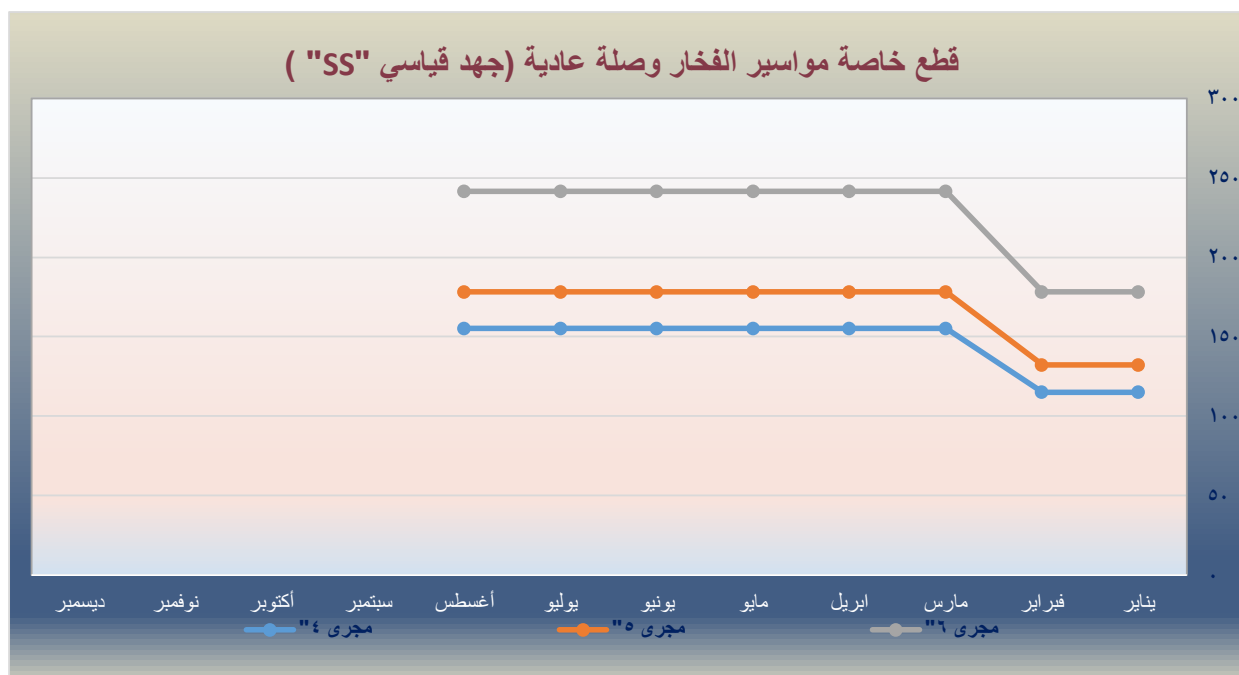 قطع خاصة مواسير الفخار وصلة عادية (جهد قياسي "SS" )
٣٠٠
٢٥٠
٢٠٠
١٥٠
١٠٠
٥٠
٠
يناير فبراير مارس ابريل مايو يونيو يوليو أغسطس سبتمبر أكتوبر نوفمبر ديسمبر
مجرى ٦" مجرى ٥" مجرى ٤"